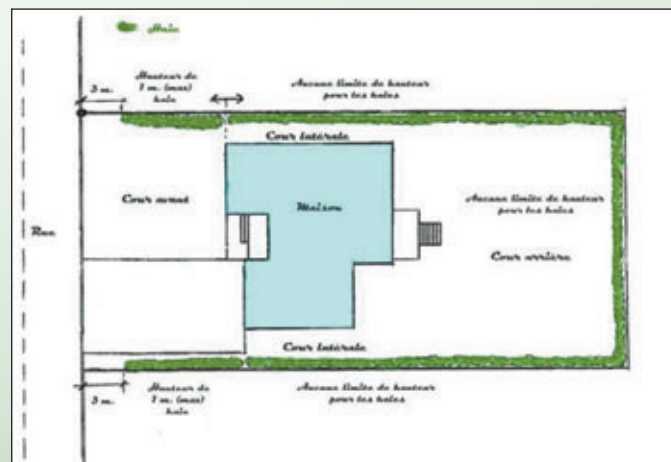 Haie
3 m.
Hauteur de
1 m. (max)
haie
Aucune limite de hauteur
pour les haies
Cour latérale
Cour avant
Maison
Aucune limite de hauteur
pour les haies
Rue
Cour arrière
Cour latérale
3 m.
Hauteur de
1 m. (max)
haie
Aucune limite de hauteur
pour les haies